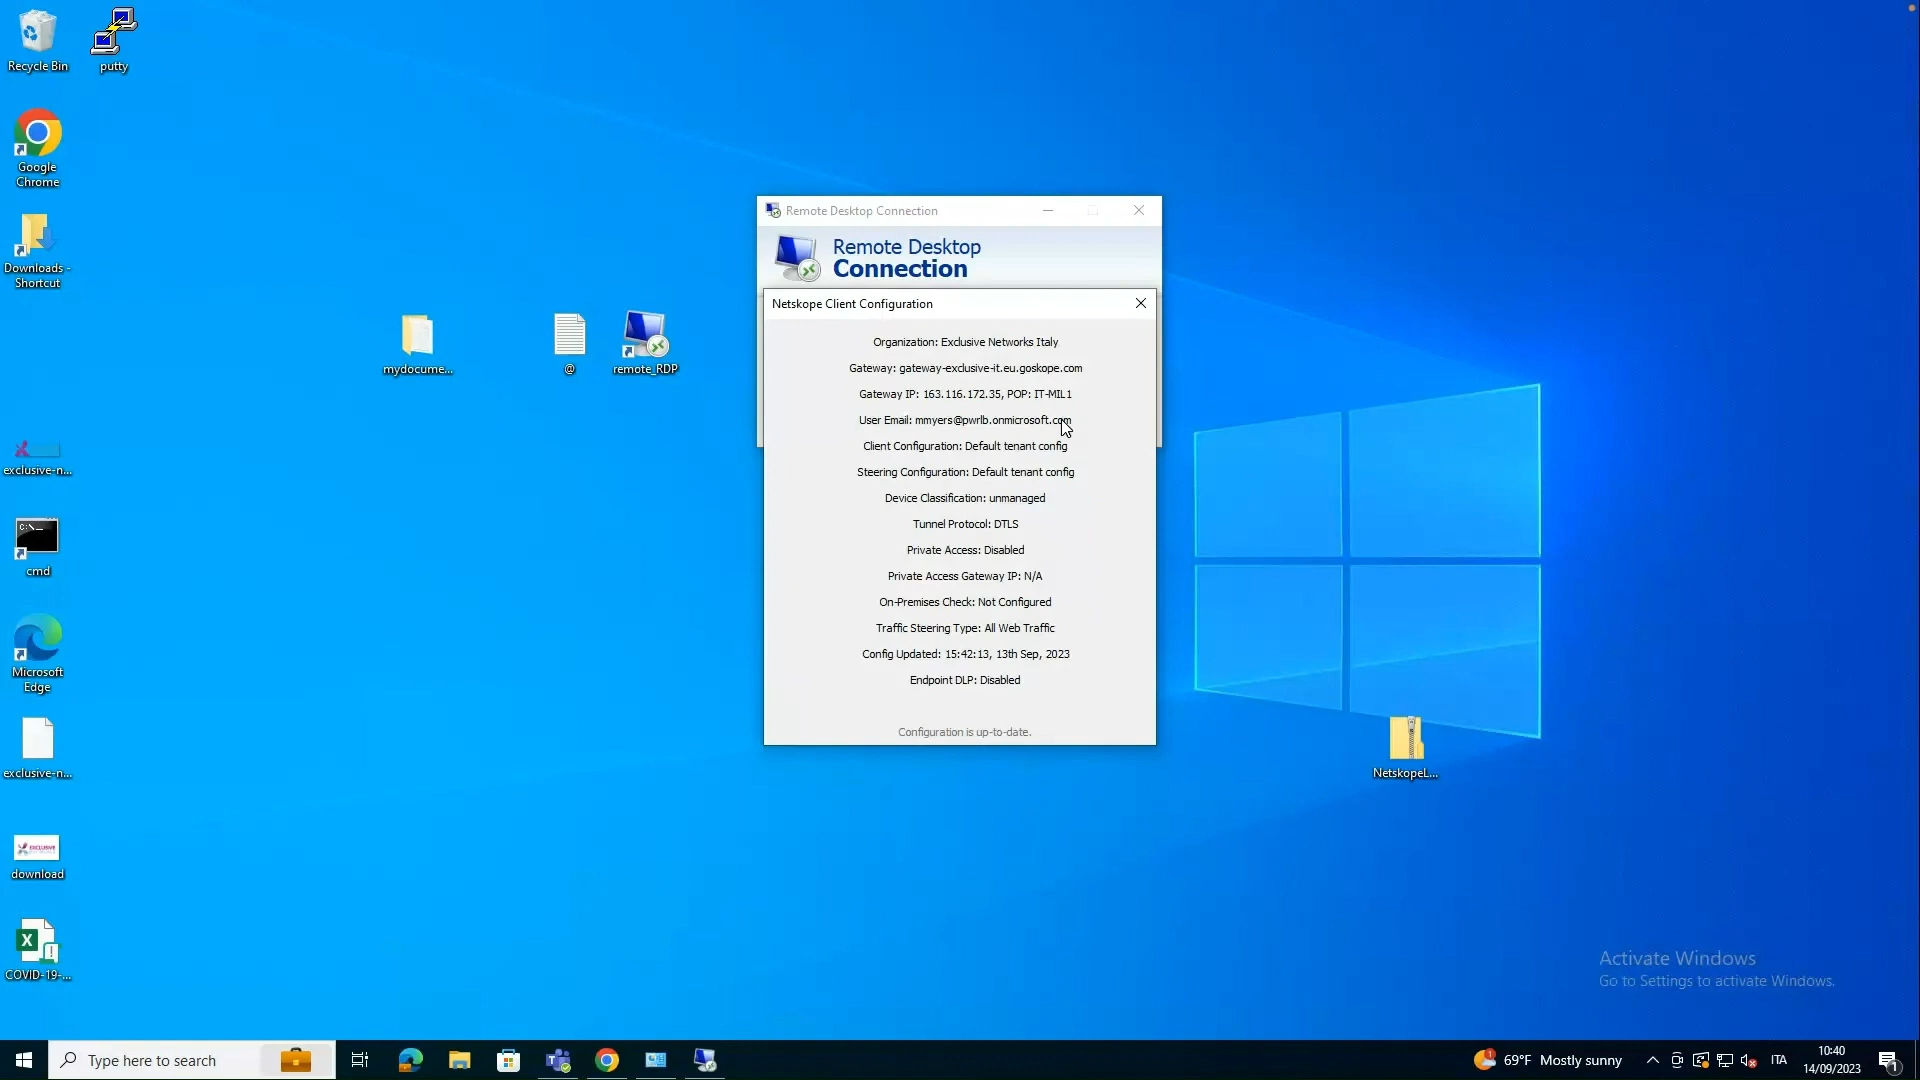 Recycle Bin
putty
Google
Chrome
Downloads -
Shortcut
mydocume...
@
remote_RDP
exclusive-n...
C:\_
cmd
Microsoft
Edge
exclusive-n...
EXCLUSIVE
download
COVID-19-...
Remote Desktop Connection
Remote Desktop
Connection
Netskope Client Configuration
Organization: Exclusive Networks Italy
Gateway: gateway-exclusive-it.eu.goskope.com
Gateway IP: 163.116.172.35, POP: IT-MIL1
User Email: mmyers@pwrlb.onmicrosoft.com
Client Configuration: Default tenant config
Steering Configuration: Default tenant config
Device Classification: unmanaged
Tunnel Protocol: DTLS
Private Access: Disabled
Private Access Gateway IP: N/A
On-Premises Check: Not Configured
Traffic Steering Type: All Web Traffic
Config Updated: 15:42:13, 13th Sep, 2023
Endpoint DLP: Disabled
Configuration is up-to-date.
NetskopeL...
Activate Windows
Go to Settings to activate Windows.
Type here to search
1
69°F Mostly sunny
ITA
10:40
14/09/2023
1